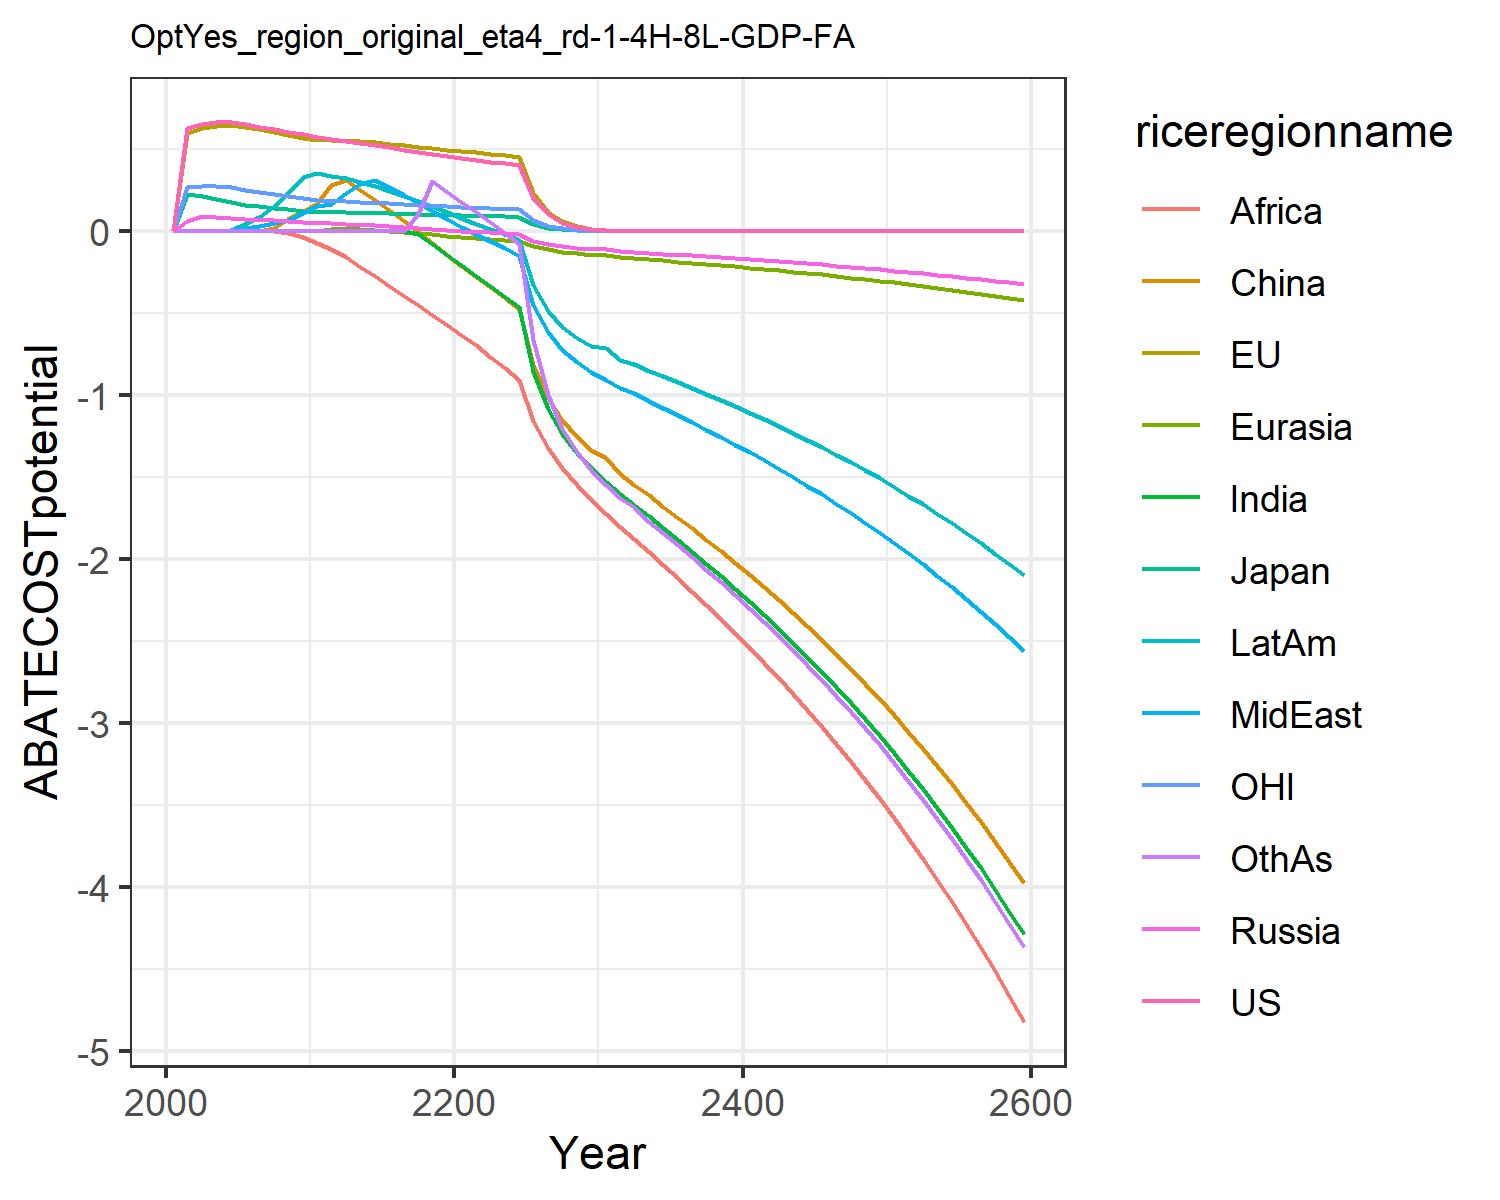 OptYes_region_original_eta4_rd-1-4H-8L-GDP-FA
ABATECOSTpotential
0
-1
-2
-3
-4
-5
2000
2200
2400
2600
Year
riceregionname
Africa
China
EU
Eurasia
India
Japan
LatAm
MidEast
OHI
OthAs
Russia
US